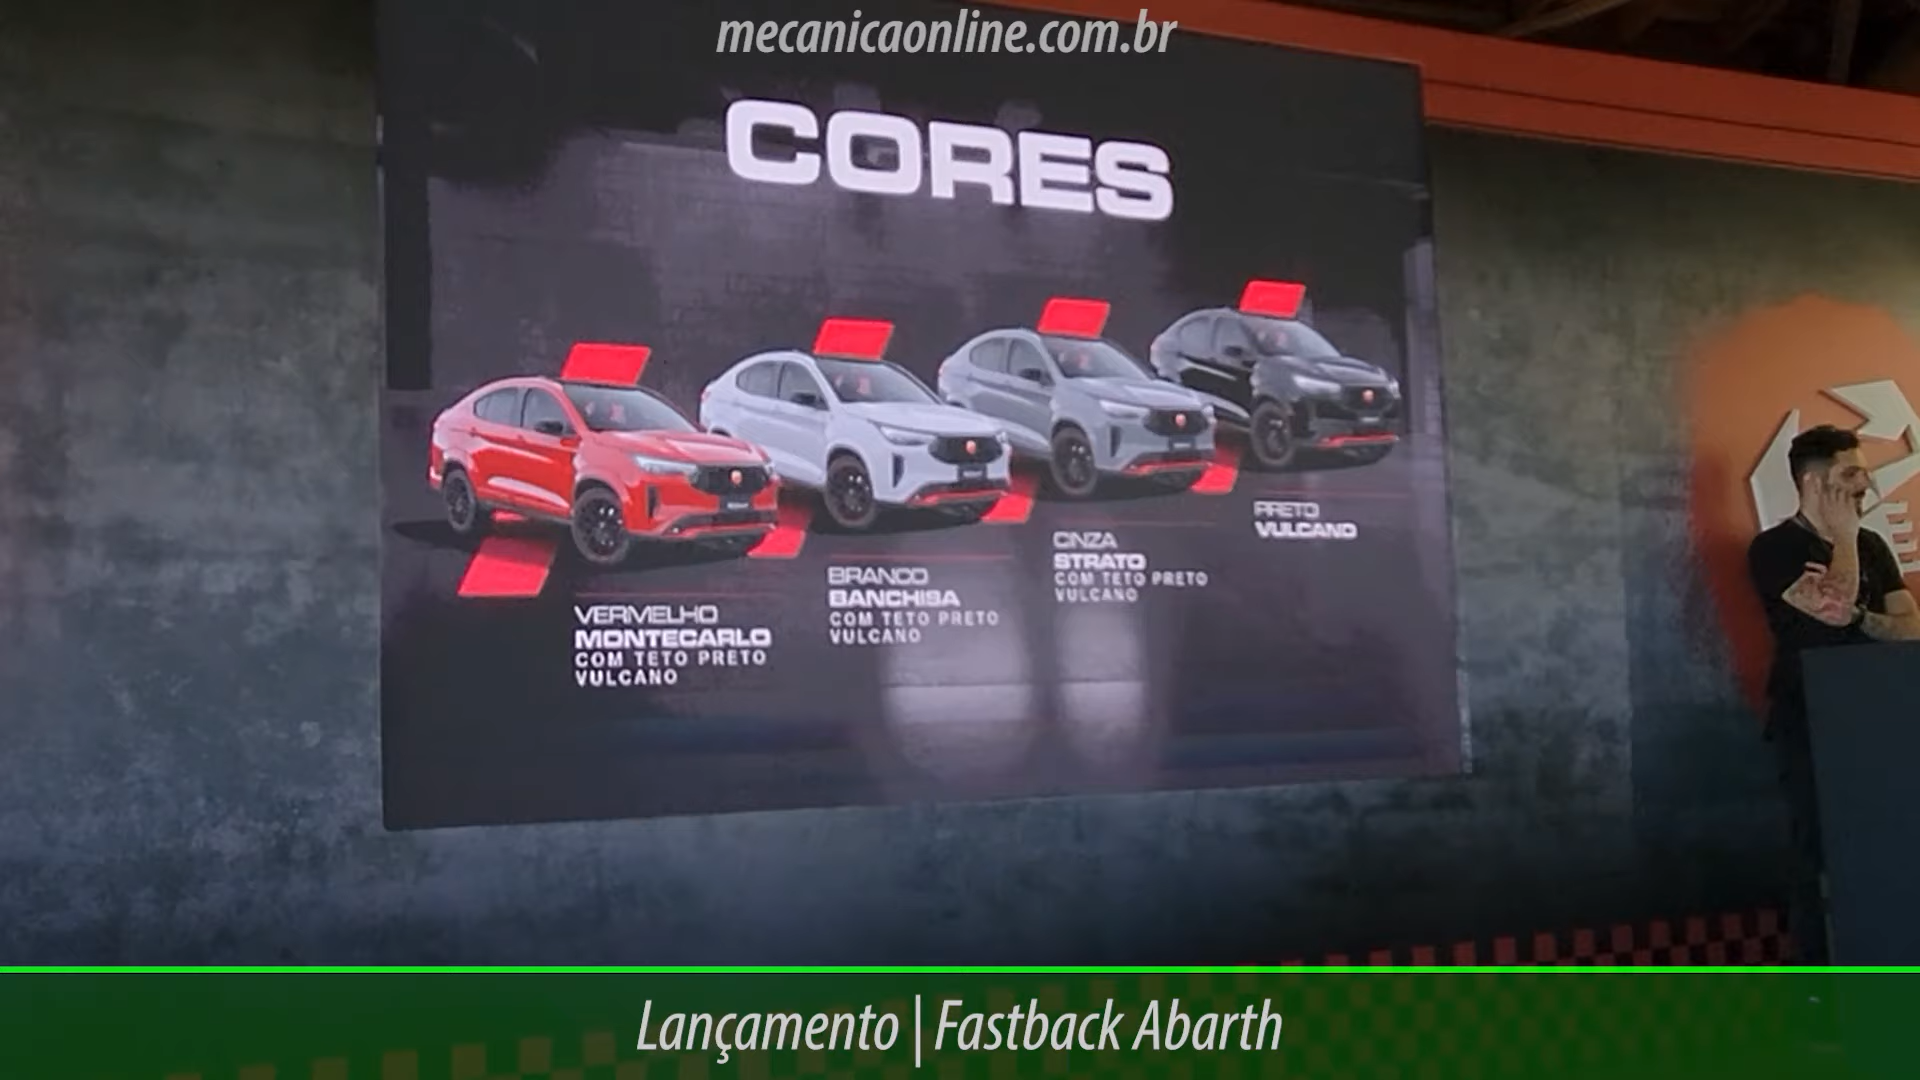 mecanicaonline.com.br
CORES
VERMELHO
MONTECARLO
COM TETO PRETO
VULCANO
BRANCO
BANCHISA
COM TETO PRETO
VULCANO
CINZA
STRATO
COM TETO PRETO
VULCANO
PRETO
VULCANO
Lançamento | Fastback Abarth